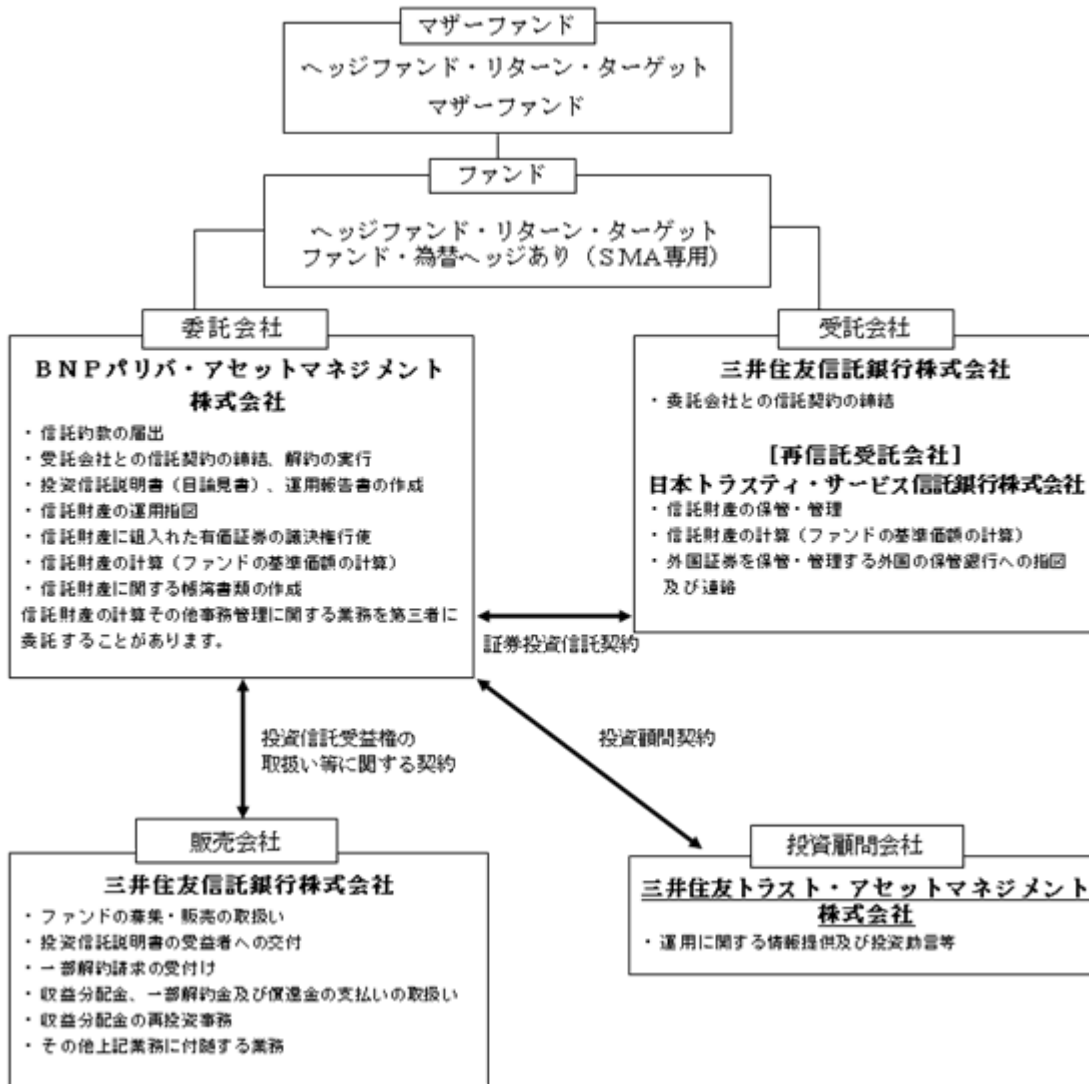 マザーファンド
ヘッジファンド・リターン・ターゲット
マザーファンド
ファンド
ヘッジファンド・リターン・ターゲット
ファンド・為替ヘッジあり（ＳＭＡ専用）
委託会社
ＢＮＰパリバ・アセットマネジメント
株式会社
・信託約款の届出
・受託会社との信託契約の締結、解約の実行
・投資信託説明書（目論見書）、運用報告書の作成
・信託財産の運用指図
・信託財産に組入れた有価証券の議決権行使
・信託財産の計算（ファンドの基準価額の計算）
・信託財産に関する帳簿書類の作成
信託財産の計算その他事務管理に関する業務を第三者に
委託することがあります。
受託会社
三井住友信託銀行株式会社
・委託会社との信託契約の締結
［再信託受託会社］
日本トラスティ・サービス信託銀行株式会社
・信託財産の保管・管理
・信託財産の計算（ファンドの基準価額の計算）
・外国証券を保管・管理する外国の保管銀行への指図
及び連絡
証券投資信託契約
投資信託受益権の
取扱い等に関する契約
投資顧問契約
販売会社
三井住友信託銀行株式会社
・ファンドの募集・販売の取扱い
・投資信託説明書の受益者への交付
・一部解約請求の受付け
・収益分配金、一部解約金及び償還金の支払いの取扱い
・収益分配金の再投資事務
・その他上記業務に付随する業務
投資顧問会社
三井住友トラスト・アセットマネジメント
株式会社
・運用に関する情報提供及び投資助言等